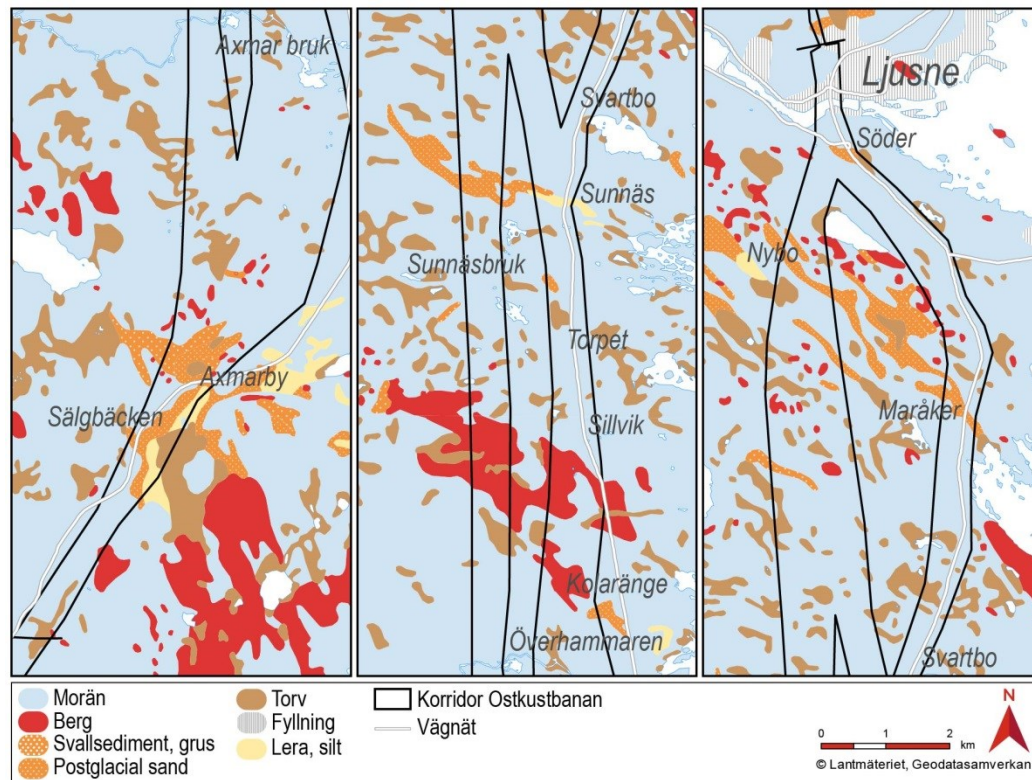 Axmar bruk
Axmarby
Sälgbäcken
Svartbo
Sunnäs
Sunnäsbruk
Torpet
Sillvik
Kolaränge
Överhammaren
Ljusne
Söder
Nybo
Maråker
Svartbo
Morän
Berg
Svallsediment, grus
Postglacial sand
Torv
Fyllning
Lera, silt
Korridor Ostkustbanan
Vägnät
N
0 1 2
km
© Lantmäteriet, Geodatasamverkan